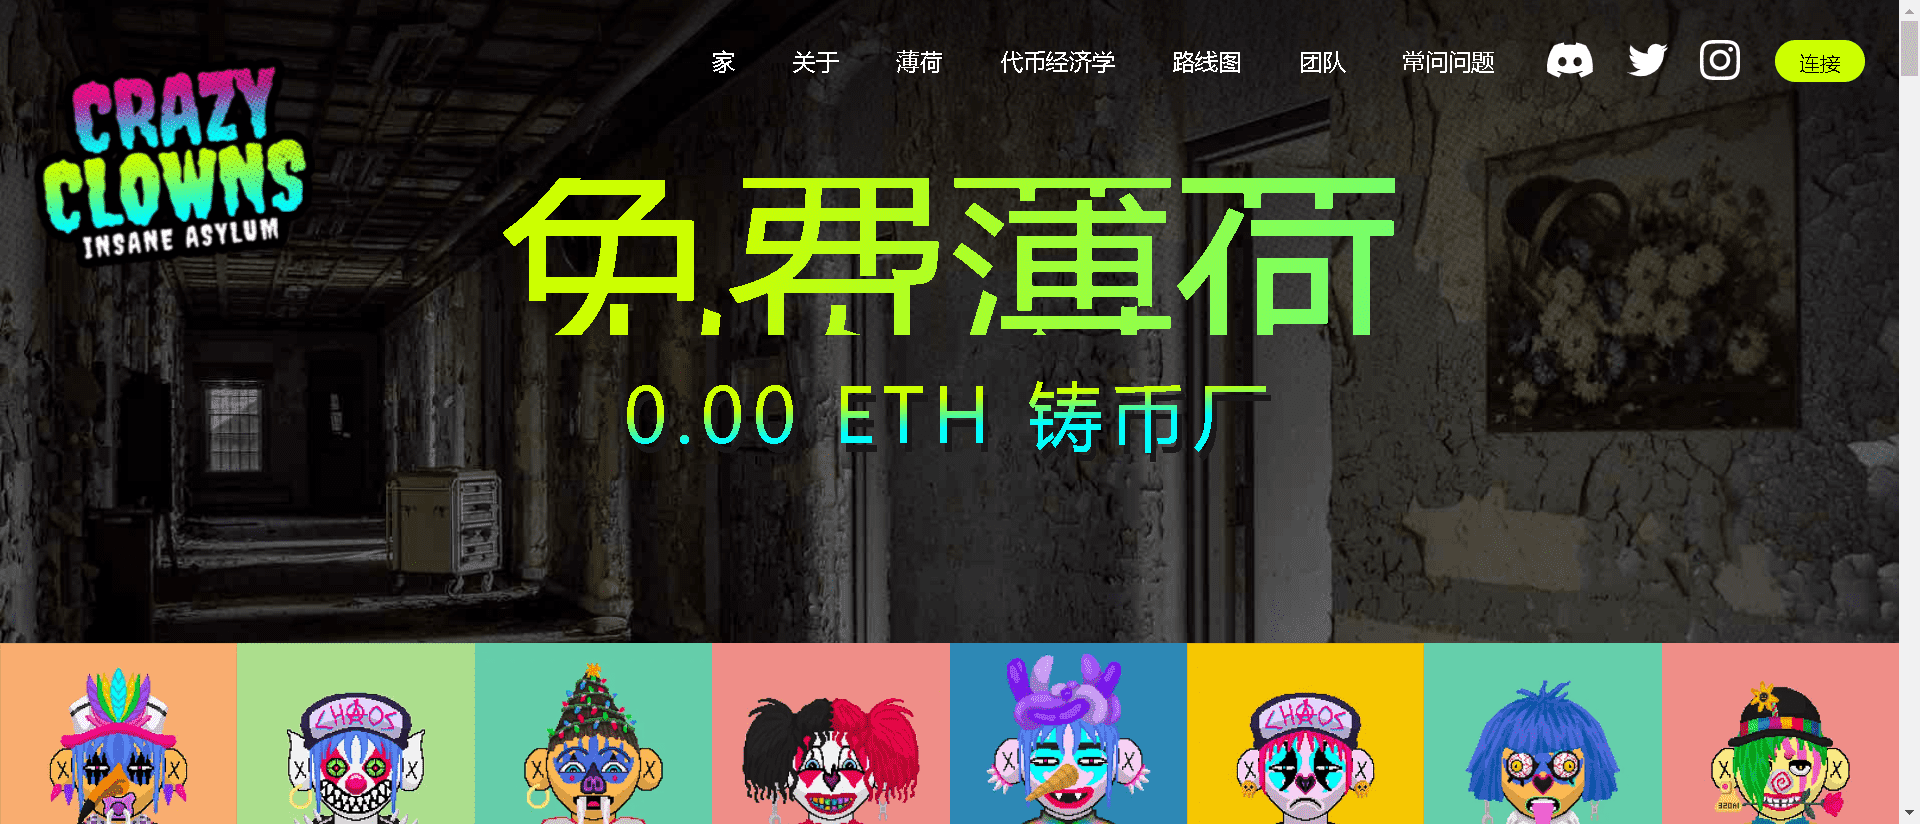 家 关于 薄荷 代币经济学 路线图 团队 常问问题 连接
CRAZY
CLOWNS
INSANE ASYLUM
免费薄荷
0.00 ETH 铸币厂
CHAOS
CHAOS